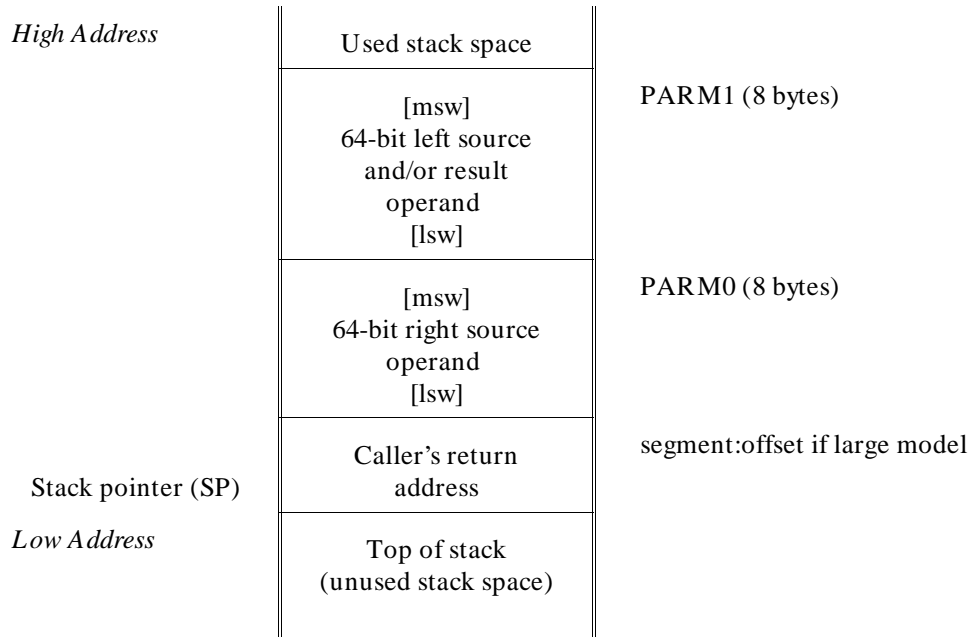 High Address
Used stack space
PARM1 (8 bytes)
[msw]
64-bit left source
and/or result
operand
[lsw]
PARM0 (8 bytes)
[msw]
64-bit right source
operand
[lsw]
segment:offset if large model
Caller's return
address
Stack pointer (SP)
Low Address
Top of stack
(unused stack space)